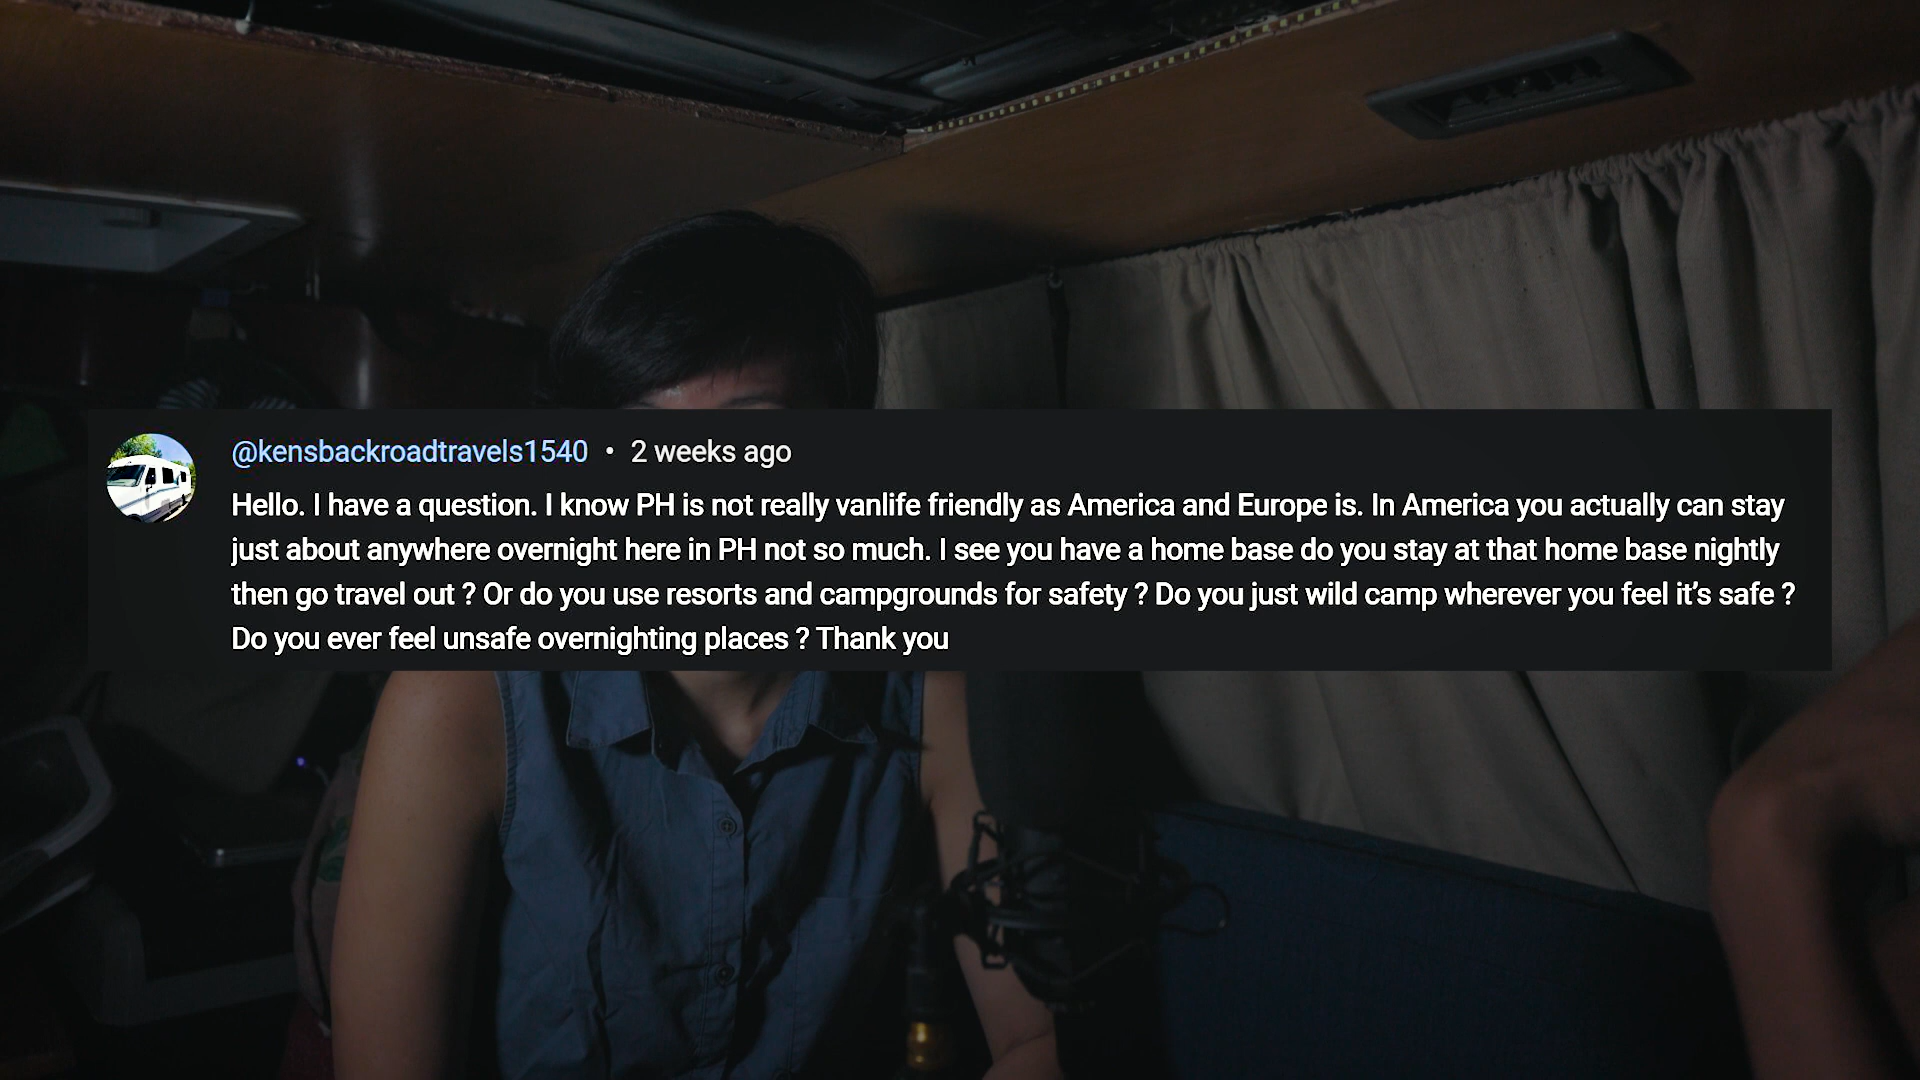 @kensbackroadtravels1540 • 2 weeks ago
Hello. I have a question. I know PH is not really vanlife friendly as America and Europe is. In America you actually can stay
just about anywhere overnight here in PH not so much. I see you have a home base do you stay at that home base nightly
then go travel out ? Or do you use resorts and campgrounds for safety ? Do you just wild camp wherever you feel it’s safe ?
Do you ever feel unsafe overnighting places ? Thank you